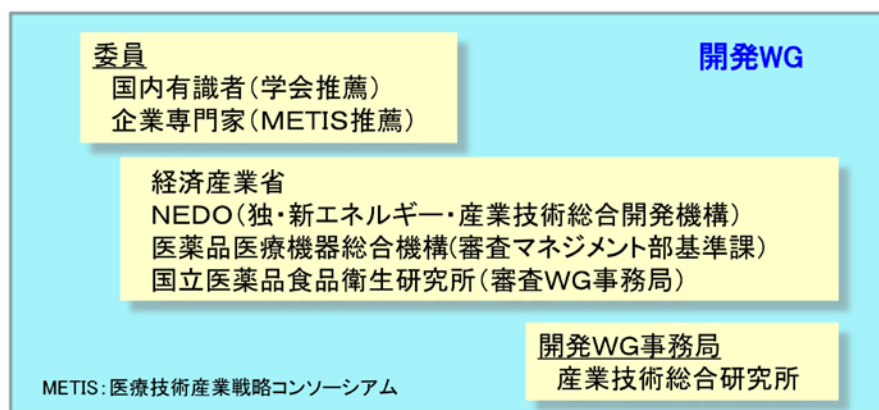 委員
国内有識者（学会推薦）
企業専門家（METIS推薦）
開発WG
経済産業省
NEDO（独・新エネルギー・産業技術総合開発機構）
医薬品医療機器総合機構(審査マネジメント部基準課）
国立医薬品食品衛生研究所（審査WG事務局）
開発WG事務局
産業技術総合研究所
METIS：医療技術産業戦略コンソーシアム